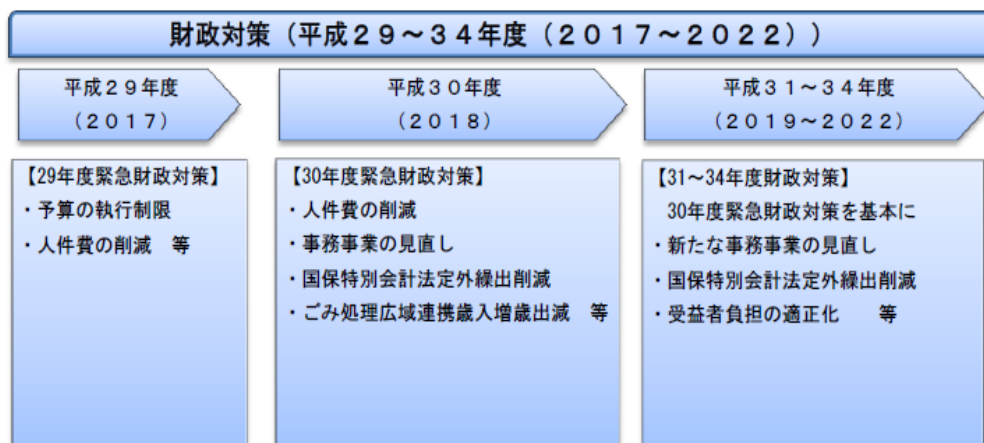 財政対策（平成２９～３４年度（２０１７～２０２２））
平成２９年度
（２０１７）
【29年度緊急財政対策】
・予算の執行制限
・人件費の削減　等
平成３０年度
（２０１８）
【30年度緊急財政対策】
・人件費の削減
・事務事業の見直し
・国保特別会計法定外繰出削減
・ごみ処理広域連携歳入増歳出減　等
平成３１～３４年度
（２０１９～２０２２）
【31～34年度財政対策】
30年度緊急財政対策を基本に
・新たな事務事業の見直し
・国保特別会計法定外繰出削減
・受益者負担の適正化　　等